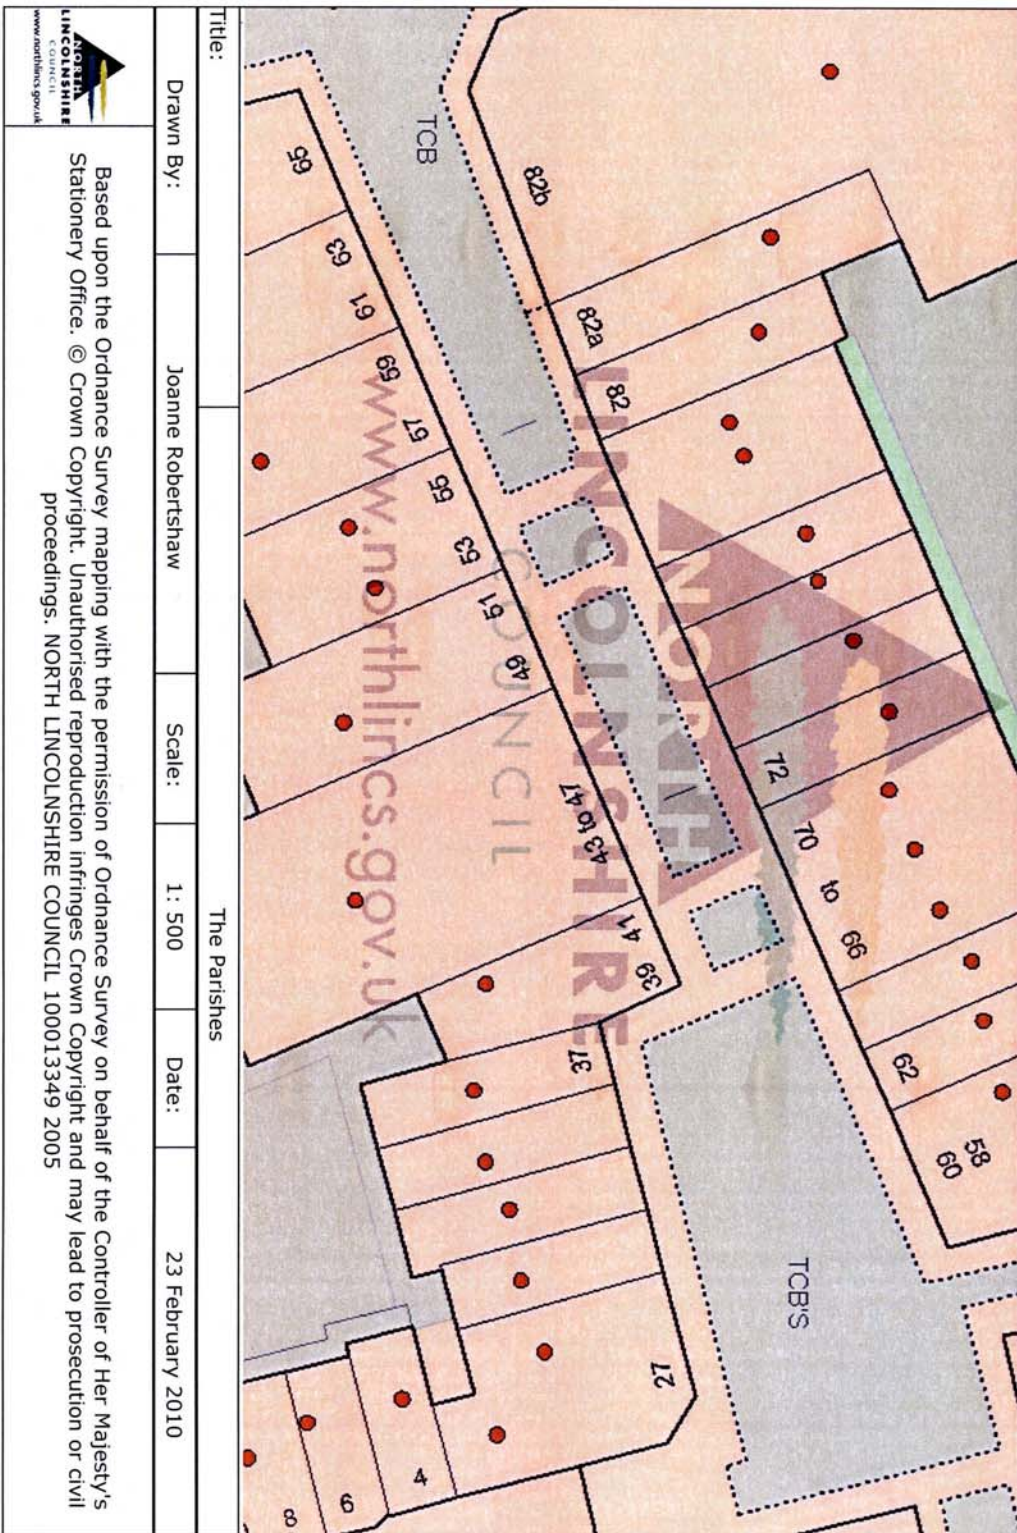 Title:
The Parishes
Drawn By:
Joanne Robertshaw
Scale:
1: 500
Date:
23 February 2010
NORTH
LINCOLNSHIRE
COUNCIL
www.northlincs.gov.uk
Based upon the Ordnance Survey mapping with the permission of Ordnance Survey on behalf of the Controller of Her Majesty's
Stationery Office. © Crown Copyright. Unauthorised reproduction infringes Crown Copyright and may lead to prosecution or civil
proceedings. NORTH LINCOLNSHIRE COUNCIL 100013349 2005
82b
82a
82
72
70
to
66
62
58
60
TCB
TCB'S
NORTH
LINCOLNSHIRE
COUNCIL
www.northlincs.gov.uk
65
63
61
59
57
55
53
51
49
43 to 47
41
39
37
27
4
6
8